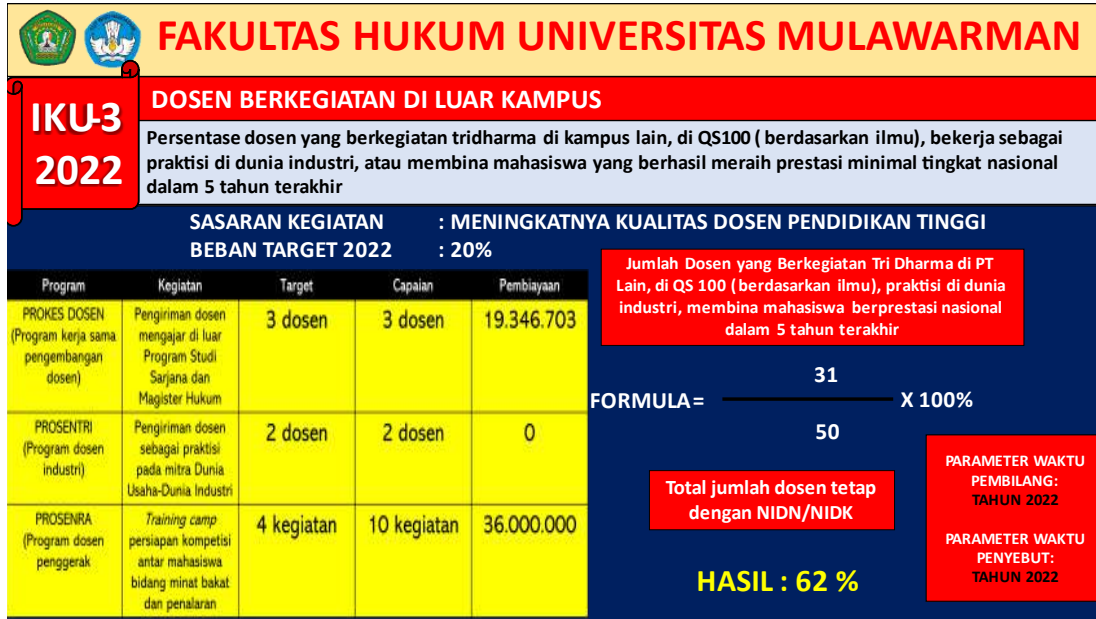 FAKULTAS HUKUM UNIVERSITAS MULAWARMAN
IKU-3
2022
DOSEN BERKEGIATAN DI LUAR KAMPUS
Persentase dosen yang berkegiatan tridharma di kampus lain, di QS100 ( berdasarkan ilmu), bekerja sebagai
praktisi di dunia industri, atau membina mahasiswa yang berhasil meraih prestasi minimal tingkat nasional
dalam 5 tahun terakhir
SASARAN KEGIATAN : MENINGKATNYA KUALITAS DOSEN PENDIDIKAN TINGGI
BEBAN TARGET 2022 : 20%
Program Kegiatan Target Capaian Pembiayaan
PROKES DOSEN
(Program kerja sama
pengembangan
dosen)
Pengiriman dosen
mengajar di luar
Program Studi
Sarjana dan
Magister Hukum
3 dosen
3 dosen
19.346.703
PROSENTRI
(Program dosen
industri)
Pengiriman dosen
sebagai praktisi
pada mitra Dunia
Usaha-Dunia Industri
2 dosen
2 dosen
0
PROSENRA
(Program dosen
penggerak
Training camp
persiapan kompetisi
antar mahasiswa
bidang minat bakat
dan penalaran
4 kegiatan
10 kegiatan
36.000.000
Jumlah Dosen yang Berkegiatan Tri Dharma di PT
Lain, di QS 100 (berdasarkan ilmu), praktisi di dunia
industri, membina mahasiswa berprestasi nasional
dalam 5 tahun terakhir
31
FORMULA = X 100%
50
Total jumlah dosen tetap
dengan NIDN/NIDK
HASIL : 62 %
PARAMETER WAKTU
PEMBILANG:
TAHUN 2022
PARAMETER WAKTU
PENYEBUT:
TAHUN 2022